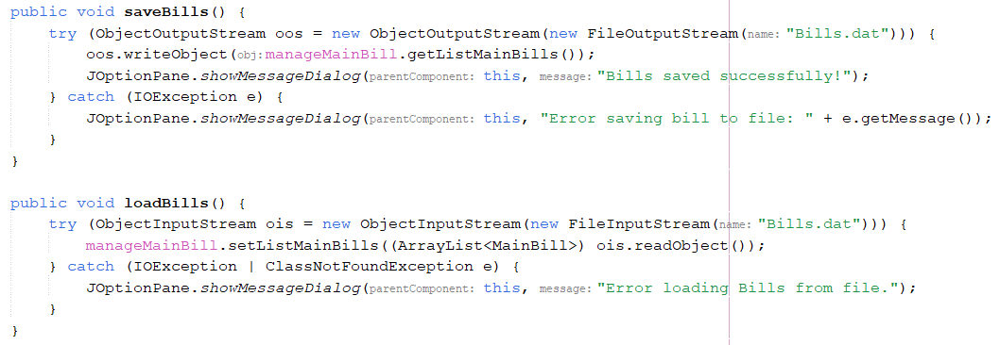 public void saveBills() {
    try (ObjectOutputStream oos = new ObjectOutputStream(new FileOutputStream(name: "Bills.dat"))) {
        oos.writeObject(obj:manageMainBill.getListMainBills());
        JOptionPane.showMessageDialog(parentComponent: this, message: "Bills saved successfully!");
    } catch (IOException e) {
        JOptionPane.showMessageDialog(parentComponent: this, "Error saving bill to file: " + e.getMessage());
    }
}
public void loadBills() {
    try (ObjectInputStream ois = new ObjectInputStream(new FileInputStream(name: "Bills.dat"))) {
        manageMainBill.setListMainBills((ArrayList<MainBill>) ois.readObject());
    } catch (IOException | ClassNotFoundException e) {
        JOptionPane.showMessageDialog(parentComponent: this, message: "Error loading Bills from file.");
    }
}